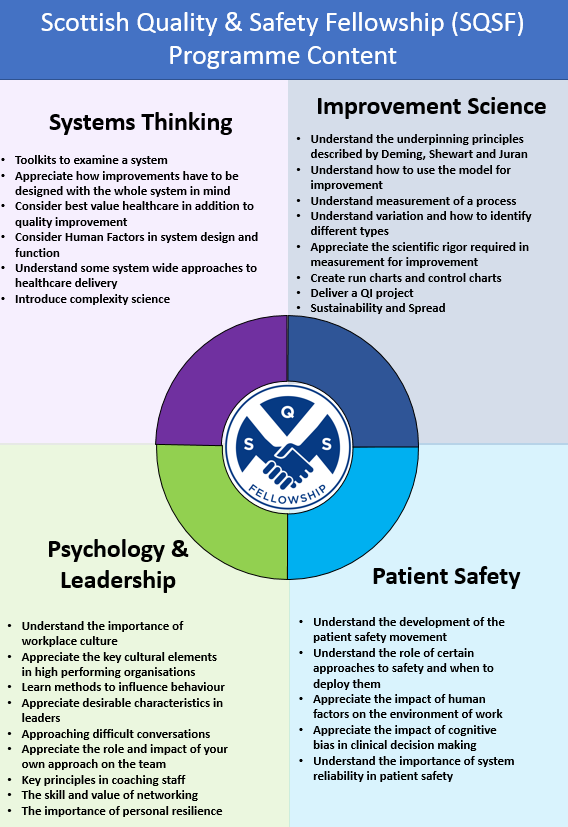 Scottish Quality & Safety Fellowship (SQSF)
Programme Content
Systems Thinking
• Toolkits to examine a system
• Appreciate how improvements have to be
designed with the whole system in mind
• Consider best value healthcare in addition to
quality improvement
• Consider Human Factors in system design and
function
• Understand some system wide approaches to
healthcare delivery
• Introduce complexity science
Improvement Science
• Understand the underpinning principles
described by Deming, Shewart and Juran
• Understand how to use the model for
improvement
• Understand measurement of a process
• Understand variation and how to identify
different types
• Appreciate the scientific rigor required in
measurement for improvement
• Create run charts and control charts
• Deliver a QI project
• Sustainability and Spread
Q
S S
FELLOWSHIP
Psychology &
Leadership
• Understand the importance of
workplace culture
• Appreciate the key cultural elements
in high performing organisations
• Learn methods to influence behaviour
• Appreciate desirable characteristics in
leaders
• Approaching difficult conversations
• Appreciate the role and impact of your
own approach on the team
• Key principles in coaching staff
• The skill and value of networking
• The importance of personal resilience
Patient Safety
• Understand the development of the
patient safety movement
• Understand the role of certain
approaches to safety and when to
deploy them
• Appreciate the impact of human
factors on the environment of work
• Appreciate the impact of cognitive
bias in clinical decision making
• Understand the importance of system
reliability in patient safety